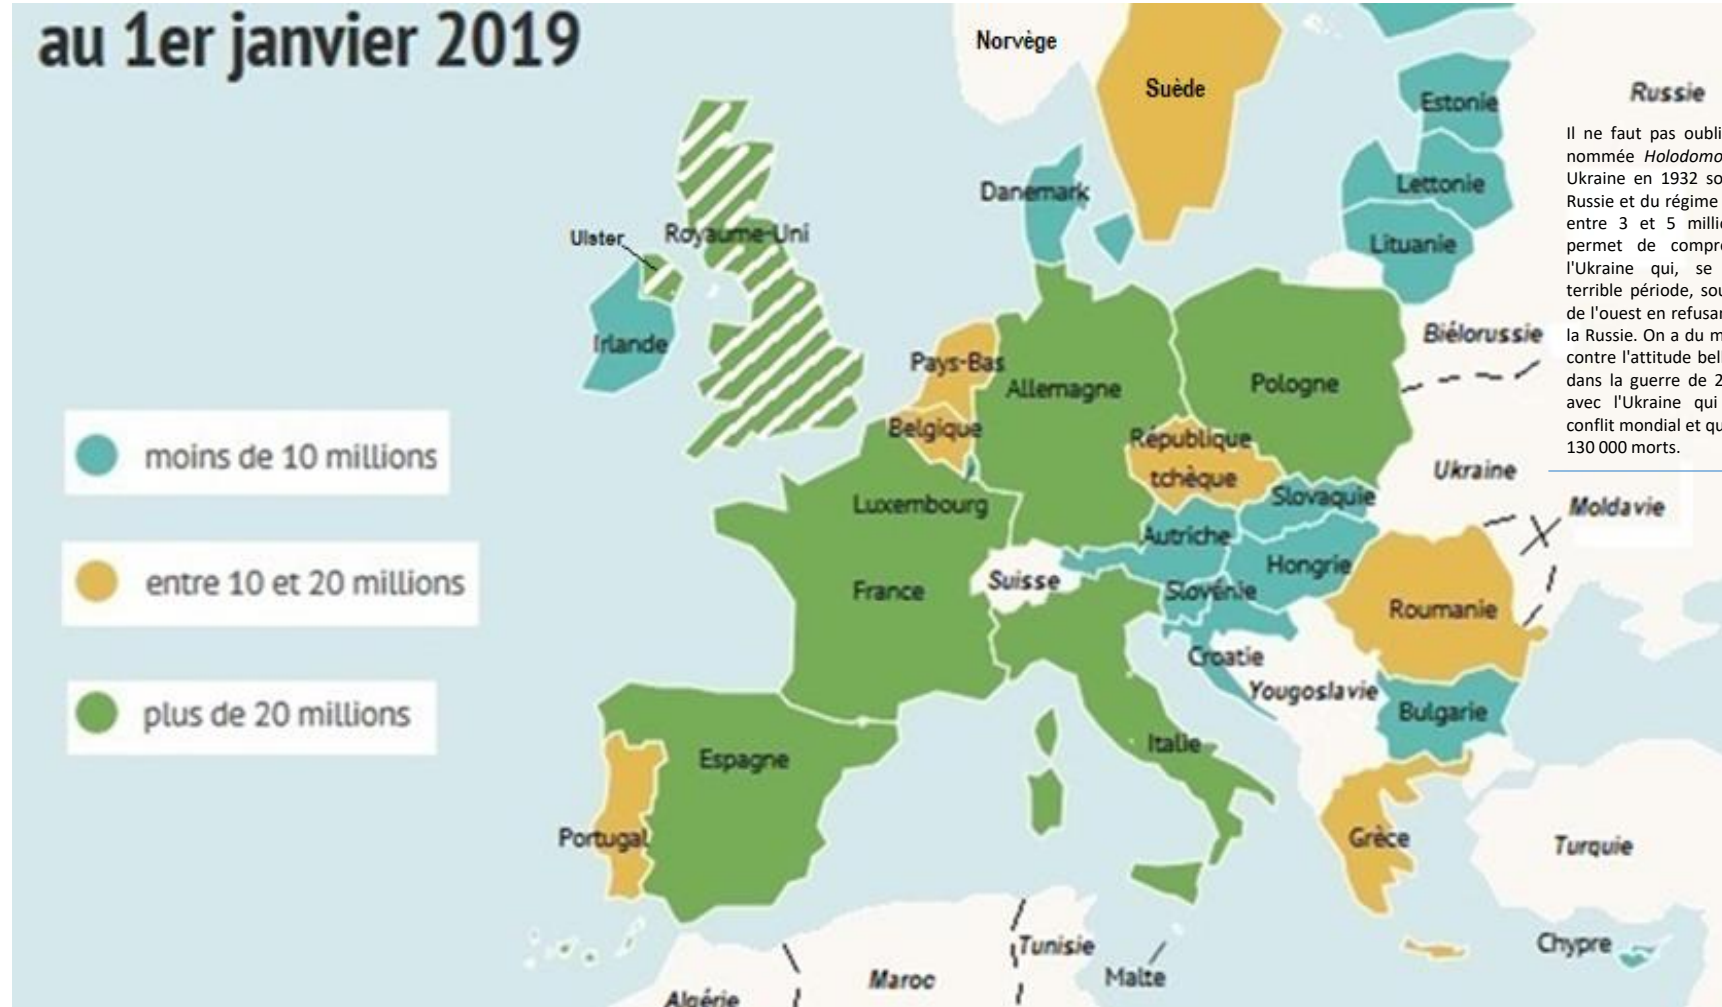 au 1er janvier 2019
Norvège
Suède
Estonie
Russie
Danemark
Lettonie
Lituanie
Ulster
Royaume-Uni
Irlande
Biélorussie
Pays-Bas
Allemagne
Pologne
Belgique
République
tchèque
Ukraine
Luxembourg
Slovaquie
Moldavie
Autriche
Hongrie
Suisse
France
Slovénie
Roumanie
Croatie
Yougoslavie
Bulgarie
Italie
Espagne
Portugal
Grèce
Turquie
Tunisie
Malte
Chypre
Maroc
Algérie
moins de 10 millions
entre 10 et 20 millions
plus de 20 millions
Il ne faut pas oubli
nommée Holodomo
Ukraine en 1932 so
Russie et du régime
entre 3 et 5 milli
permet de compr
l'Ukraine qui, se
terrible période, sou
de l'ouest en refusa
la Russie. On a du m
contre l'attitude bel
dans la guerre de 2
avec l'Ukraine qui
conflit mondial et qu
130 000 morts.